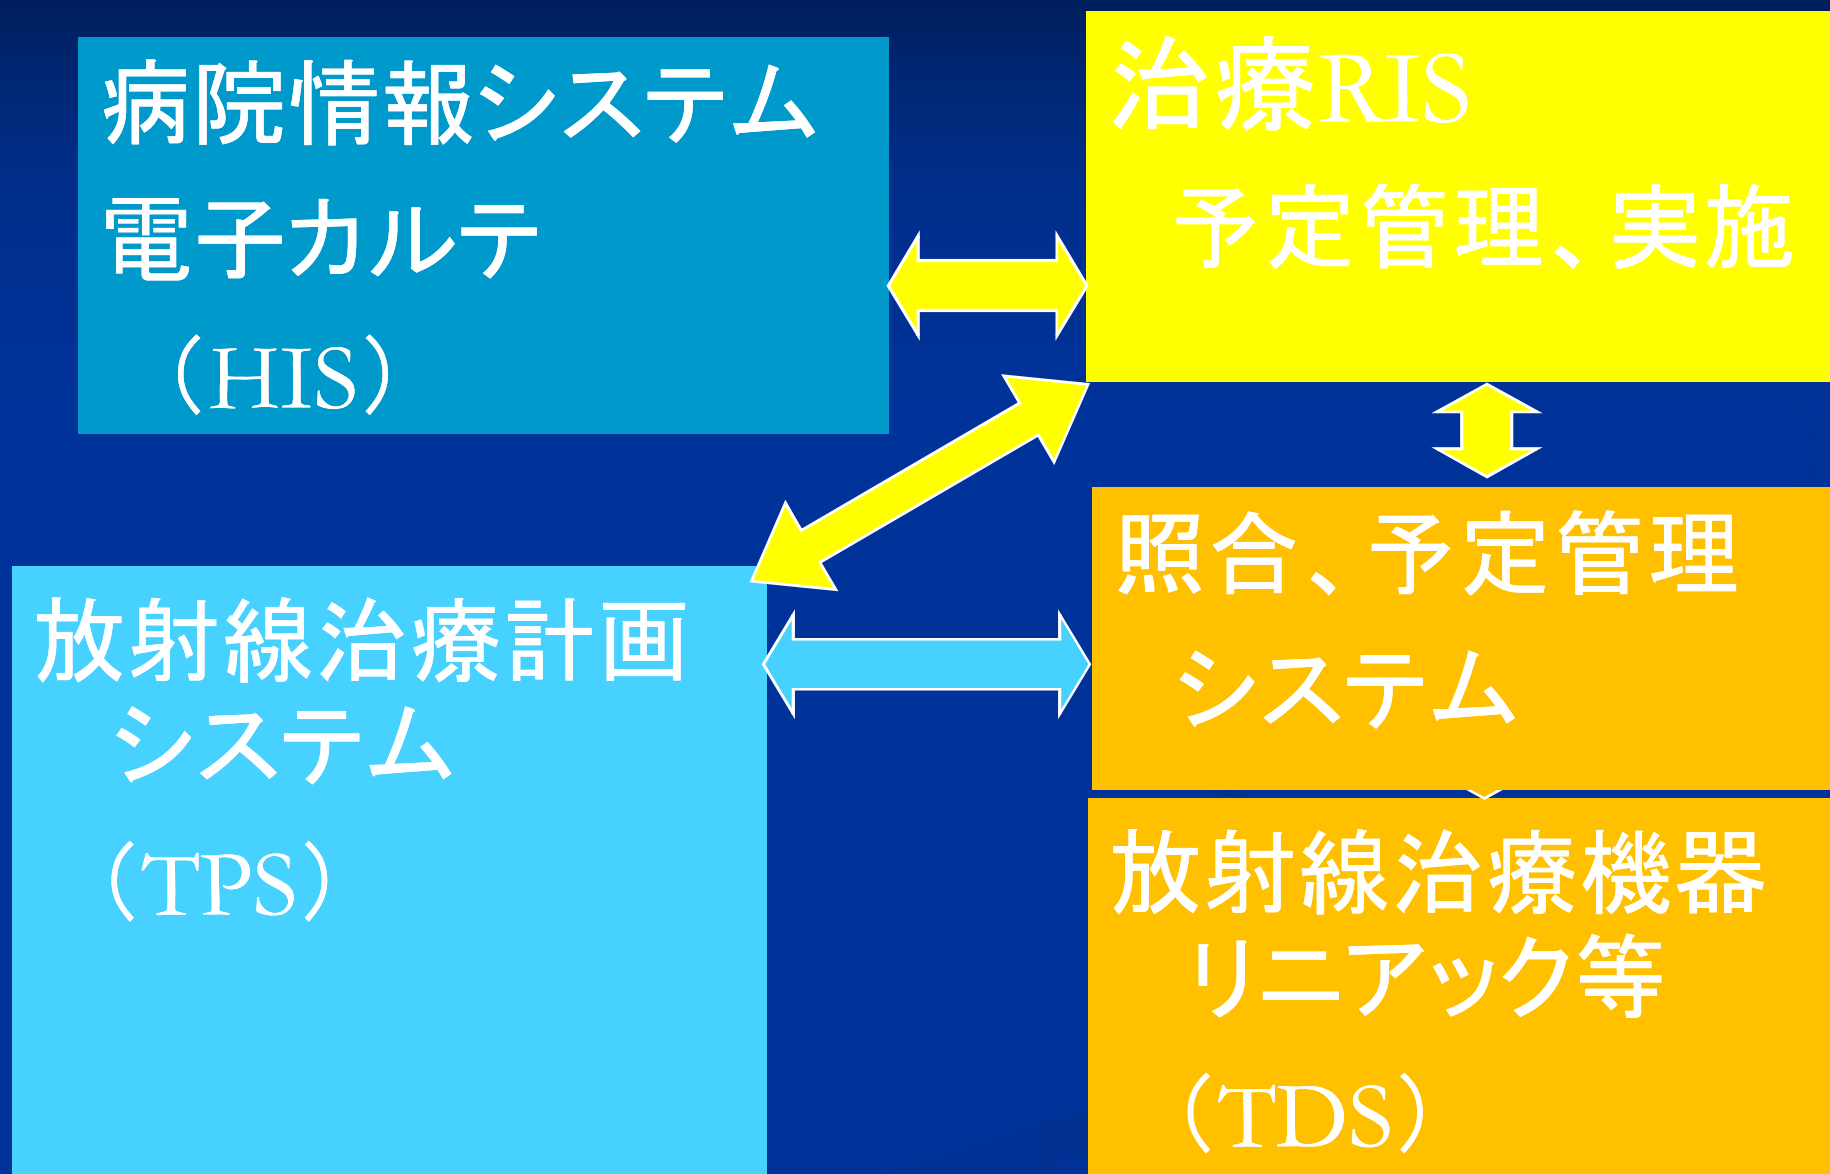 病院情報システム
電子カルテ
（HIS）
治療RIS
予定管理、実施
放射線治療計画
システム
（TPS）
照合、予定管理
システム
放射線治療機器
リニアック等
（TDS）